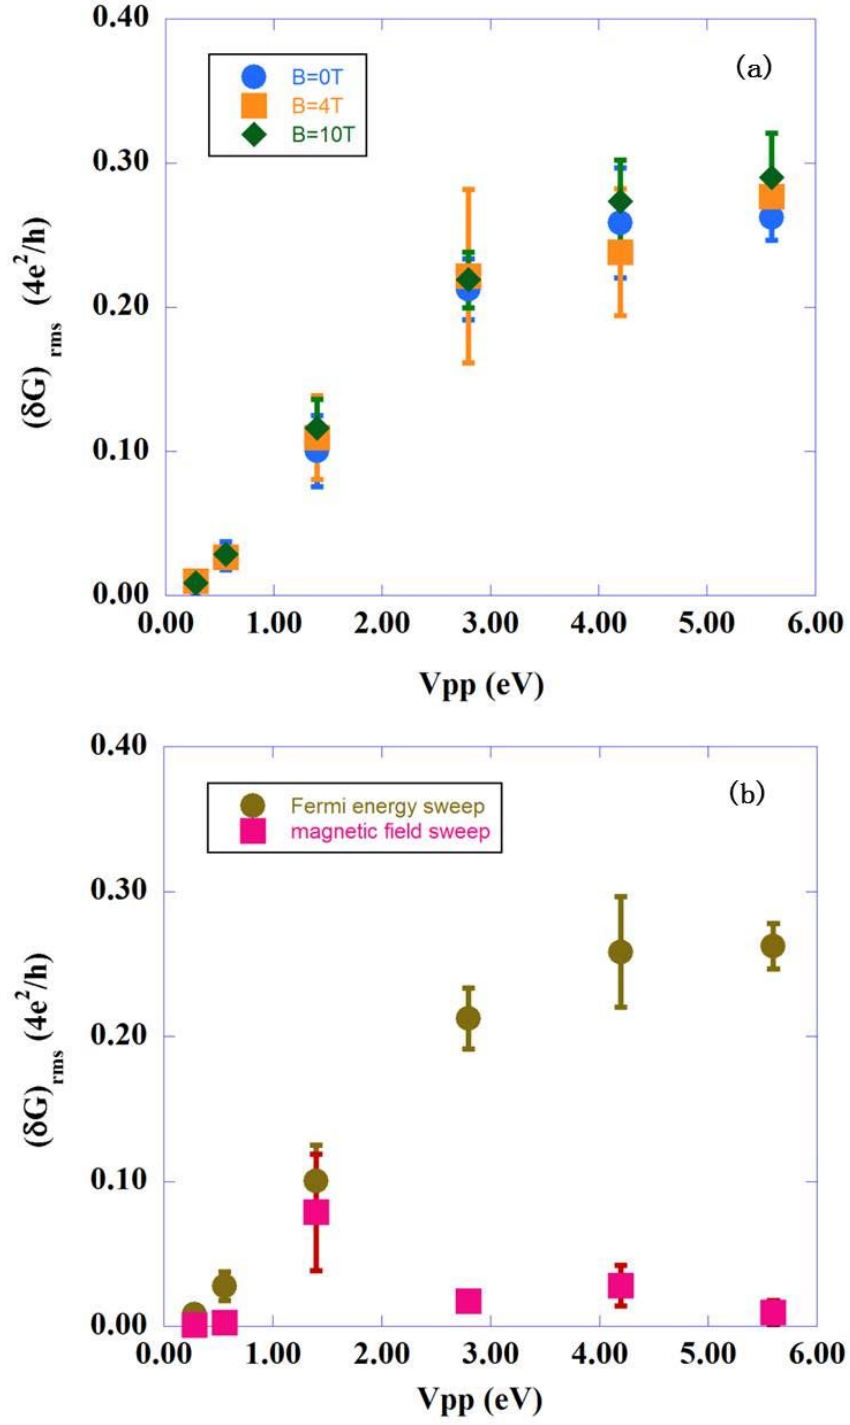 0.40
(a)
B=0T
B=4T
B=10T
0.30
0.20
0.10
0.00
(δG) rms (4e²/h)
0.00 1.00 2.00 3.00 4.00 5.00 6.00
Vpp (eV)
0.40
(b)
Fermi energy sweep
magnetic field sweep
0.30
0.20
0.10
0.00
(δG) rms (4e²/h)
0.00 1.00 2.00 3.00 4.00 5.00 6.00
Vpp (eV)